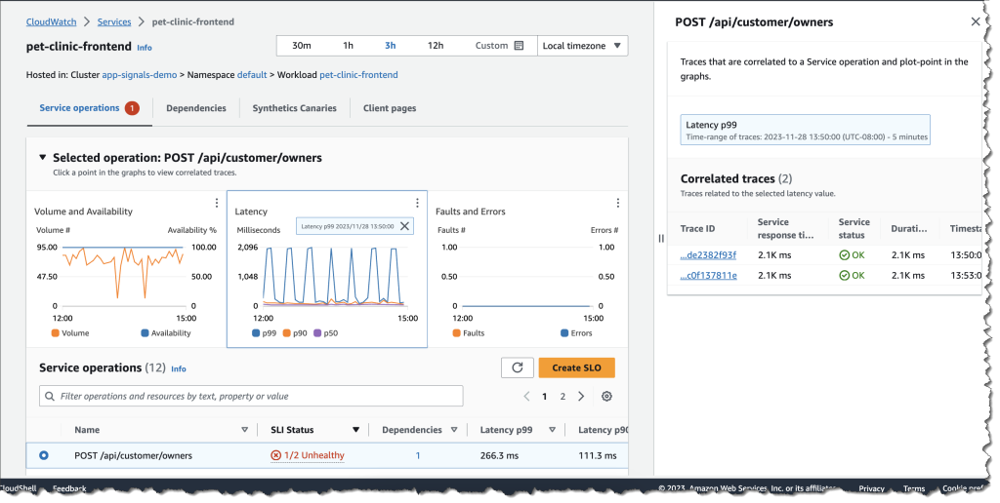 CloudWatch > Services > pet-clinic-frontend
pet-clinic-frontend Info
30m 1h 3h 12h Custom Local timezone
Hosted in: Cluster app-signals-demo > Namespace default > Workload pet-clinic-frontend
Service operations 1 Dependencies Synthetics Canaries Client pages
Selected operation: POST /api/customer/owners
Click a point in the graphs to view correlated traces.
Volume and Availability
Volume # Availability %
95.00 100.00
47.50 50.00
0 0
12:00 15:00
Volume Availability
Latency
Milliseconds
Latency p99 2023/11/28 13:50:00
2,096
1,048
0
12:00 15:00
p99 p90 p50
Faults and Errors
Faults # Errors #
1.00 1.00
0.50 0.50
0 0
12:00 15:00
Faults Errors
Service operations (12) Info
Create SLO
Filter operations and resources by text, property or value
1 2
Name SLI Status Dependencies Latency p99 Latency p90
POST /api/customer/owners 1/2 Unhealthy 1 266.3 ms 111.3 ms
POST /api/customer/owners
Traces that are correlated to a Service operation and plot-point in the
graphs.
Latency p99
Time-range of traces: 2023-11-28 13:50:00 (UTC-08:00) - 5 minutes
Correlated traces (2)
Traces related to the selected latency value.
Trace ID Service response ti... Service status Durati... Timesta
...de2382f93f 2.1K ms OK 2.1K ms 13:50:0
...c0f137811e 2.1K ms OK 2.1K ms 13:53:0
CloudShell Feedback © 2023, Amazon Web Services, Inc. or its affiliates. Privacy Terms Cookie pref